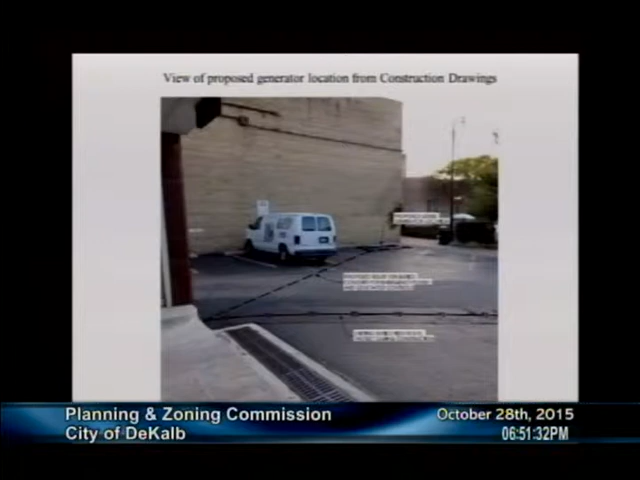 View of proposed generator location from Construction Drawings
Planning & Zoning Commission
October 28th, 2015
City of DeKalb
06:51:32PM